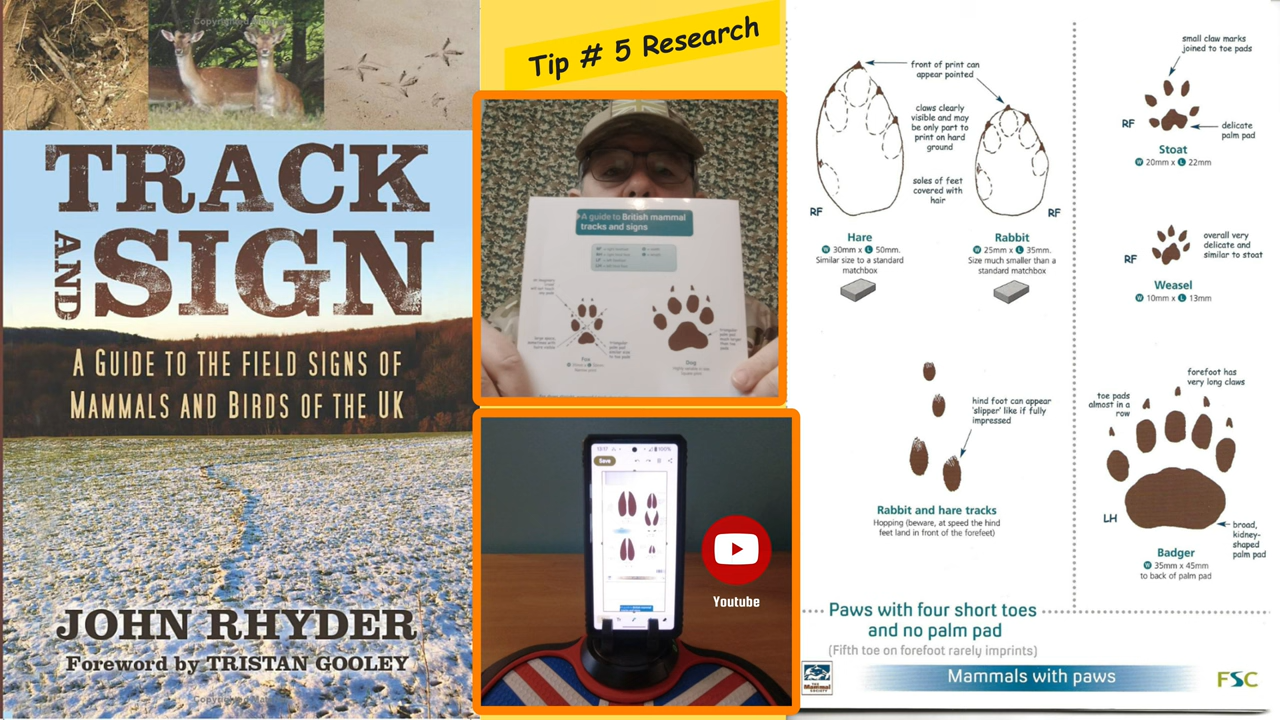 TRACK
AND
SIGN
A GUIDE TO THE FIELD SIGNS OF
MAMMALS AND BIRDS OF THE UK
JOHN RHYDER
Foreword by TRISTAN GOOLEY
Tip # 5 Research
A guide to British mammal
tracks and signs
Fox
Dog
Save
Youtube
front of print can
appear pointed
claws clearly
visible and may
be only part to
print on hard
ground
soles of feet
covered with
hair
RF
RF
Hare
W 30mm x L 50mm.
Similar size to a standard
matchbox
Rabbit
W 25mm x L 35mm.
Size much smaller than a
standard matchbox
hind foot can appear
'slipper' like if fully
impressed
Rabbit and hare tracks
Hopping (beware, at speed the hind
feet land in front of the forefeet)
small claw marks
joined to toe pads
RF
delicate
palm pad
Stoat
W 20mm x L 22mm
overall very
delicate and
similar to stoat
RF
Weasel
W 10mm x L 13mm
forefoot has
very long claws
toe pads
almost in a
row
LH
broad,
kidney-
shaped
palm pad
Badger
W 35mm x 45mm
to back of palm pad
Paws with four short toes
and no palm pad
(Fifth toe on forefoot rarely imprints)
THE
Mammal
SOCIETY
Mammals with paws
FSC